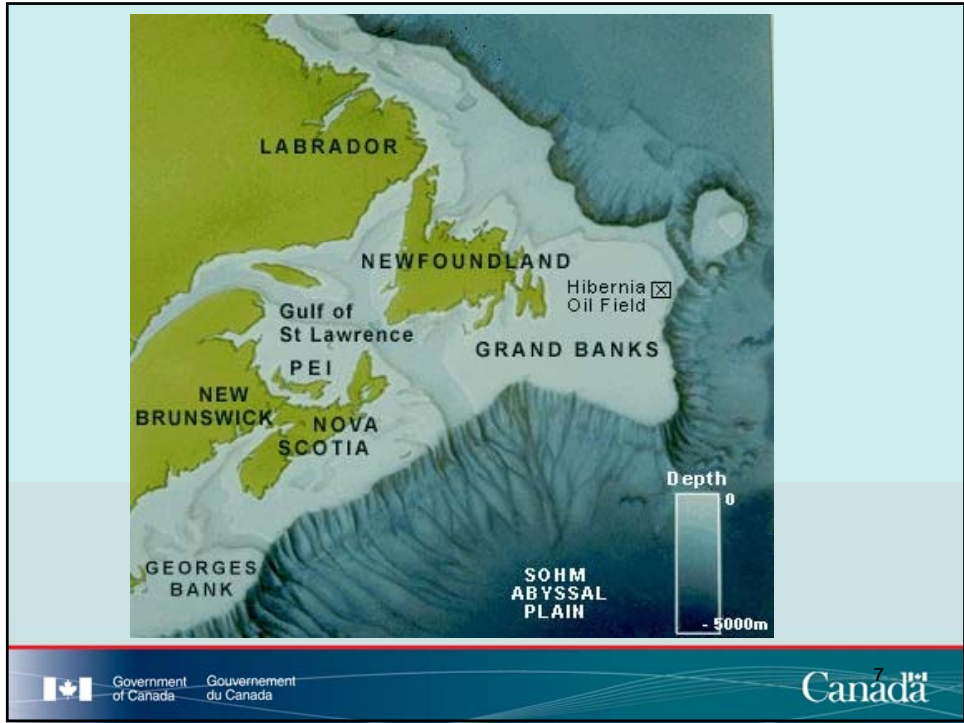 LABRADOR
NEWFOUNDLAND
Hibernia
Oil Field
Gulf of
St Lawrence
GRAND BANKS
PEI
NEW
BRUNSWICK
NOVA
SCOTIA
Depth
0
- 5000m
GEORGES
BANK
SOHM
ABYSSAL
PLAIN
Government
of Canada
Gouvernement
du Canada
7
Canada